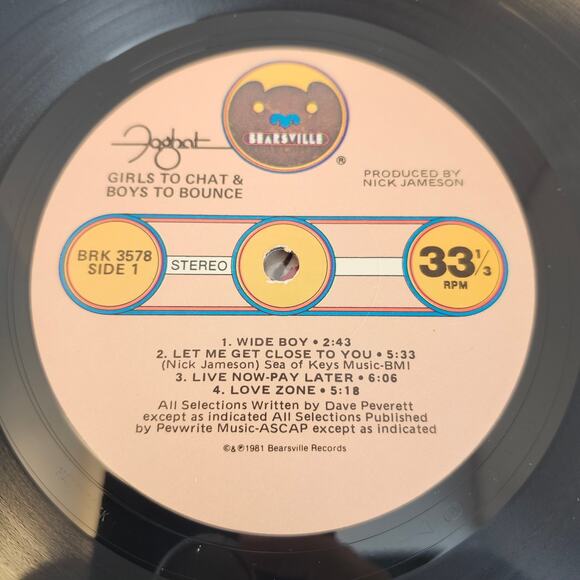 BEARSVILLE
®
Foghat
GIRLS TO CHAT &
BOYS TO BOUNCE
PRODUCED BY
NICK JAMESON
BRK 3578
SIDE 1
STEREO
33 1/3
RPM
1. WIDE BOY • 2:43
2. LET ME GET CLOSE TO YOU • 5:33
(Nick Jameson) Sea of Keys Music-BMI
3. LIVE NOW-PAY LATER • 6:06
4. LOVE ZONE • 5:18
All Selections Written by Dave Peverett
except as indicated All Selections Published
by Pevwrite Music-ASCAP except as indicated
©&℗1981 Bearsville Records